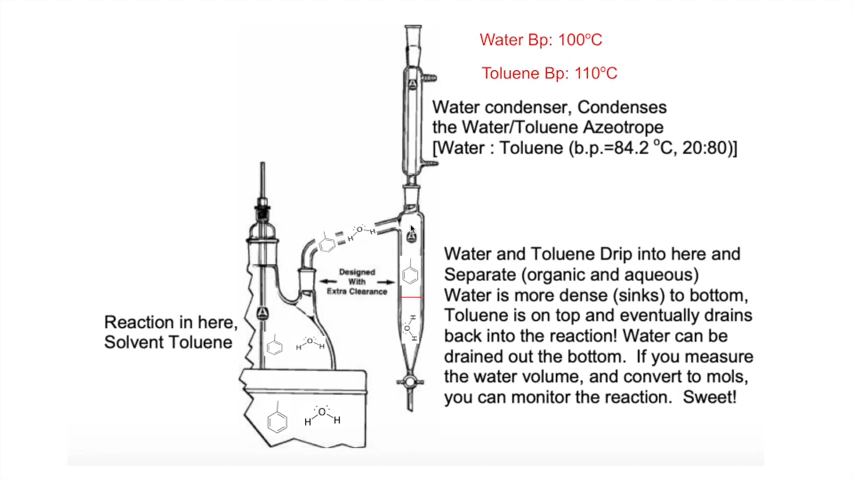 Water Bp: 100°C
Toluene Bp: 110°C
Water condenser, Condenses
the Water/Toluene Azeotrope
[Water : Toluene (b.p.=84.2 °C, 20:80)]
H O H
Designed
With
Extra Clearance
Water and Toluene Drip into here and
Separate (organic and aqueous)
Water is more dense (sinks) to bottom,
Toluene is on top and eventually drains
back into the reaction! Water can be
drained out the bottom. If you measure
the water volume, and convert to mols,
you can monitor the reaction. Sweet!
H
O
H
Reaction in here,
Solvent Toluene
H O H
H O H